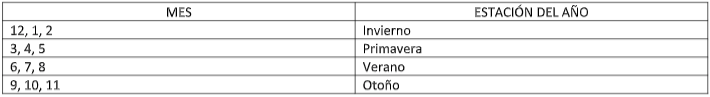 MES ESTACIÓN DEL AÑO
12, 1, 2 Invierno
3, 4, 5 Primavera
6, 7, 8 Verano
9, 10, 11 Otoño